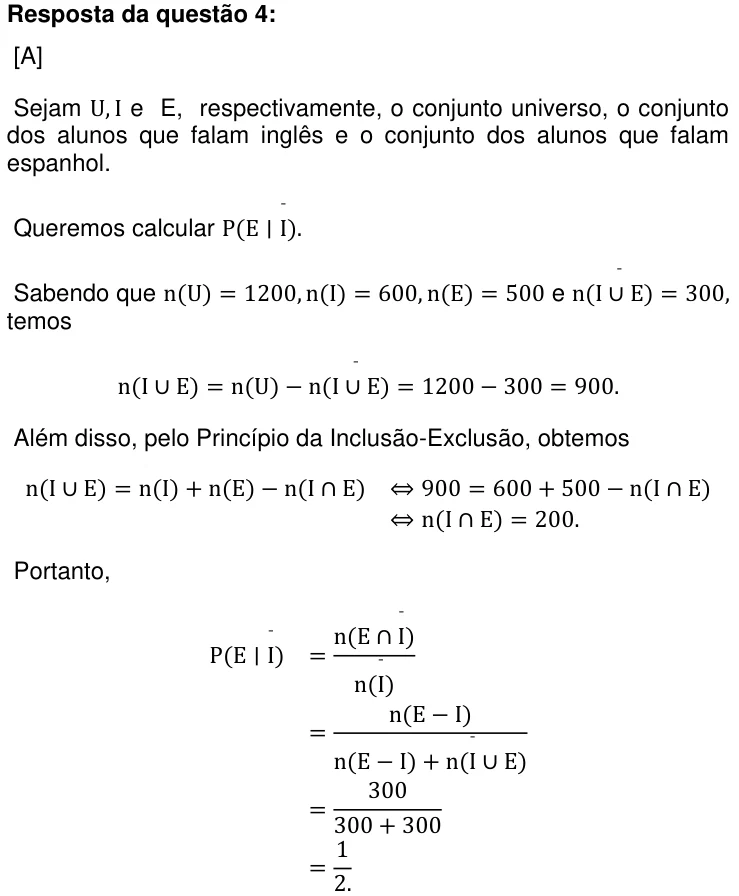 Resposta da questão 4:
[A]
Sejam U, I e E, respectivamente, o conjunto universo, o conjunto
dos alunos que falam inglês e o conjunto dos alunos que falam
espanhol.
Queremos calcular P(E | Ī).
Sabendo que n(U) = 1200, n(I) = 600, n(E) = 500 e n(I ∪̄ E) = 300,
temos
n(I ∪ E) = n(U) − n(I ∪̄ E) = 1200 − 300 = 900.
Além disso, pelo Princípio da Inclusão-Exclusão, obtemos
n(I ∪ E) = n(I) + n(E) − n(I ∩ E) ⇔ 900 = 600 + 500 − n(I ∩ E)
⇔ n(I ∩ E) = 200.
Portanto,
P(E | Ī) = n(E ∩ Ī) / n(Ī)
= n(E − I) / n(E − I) + n(Ī ∪ E)
= 300 / 300 + 300
= 1 / 2.